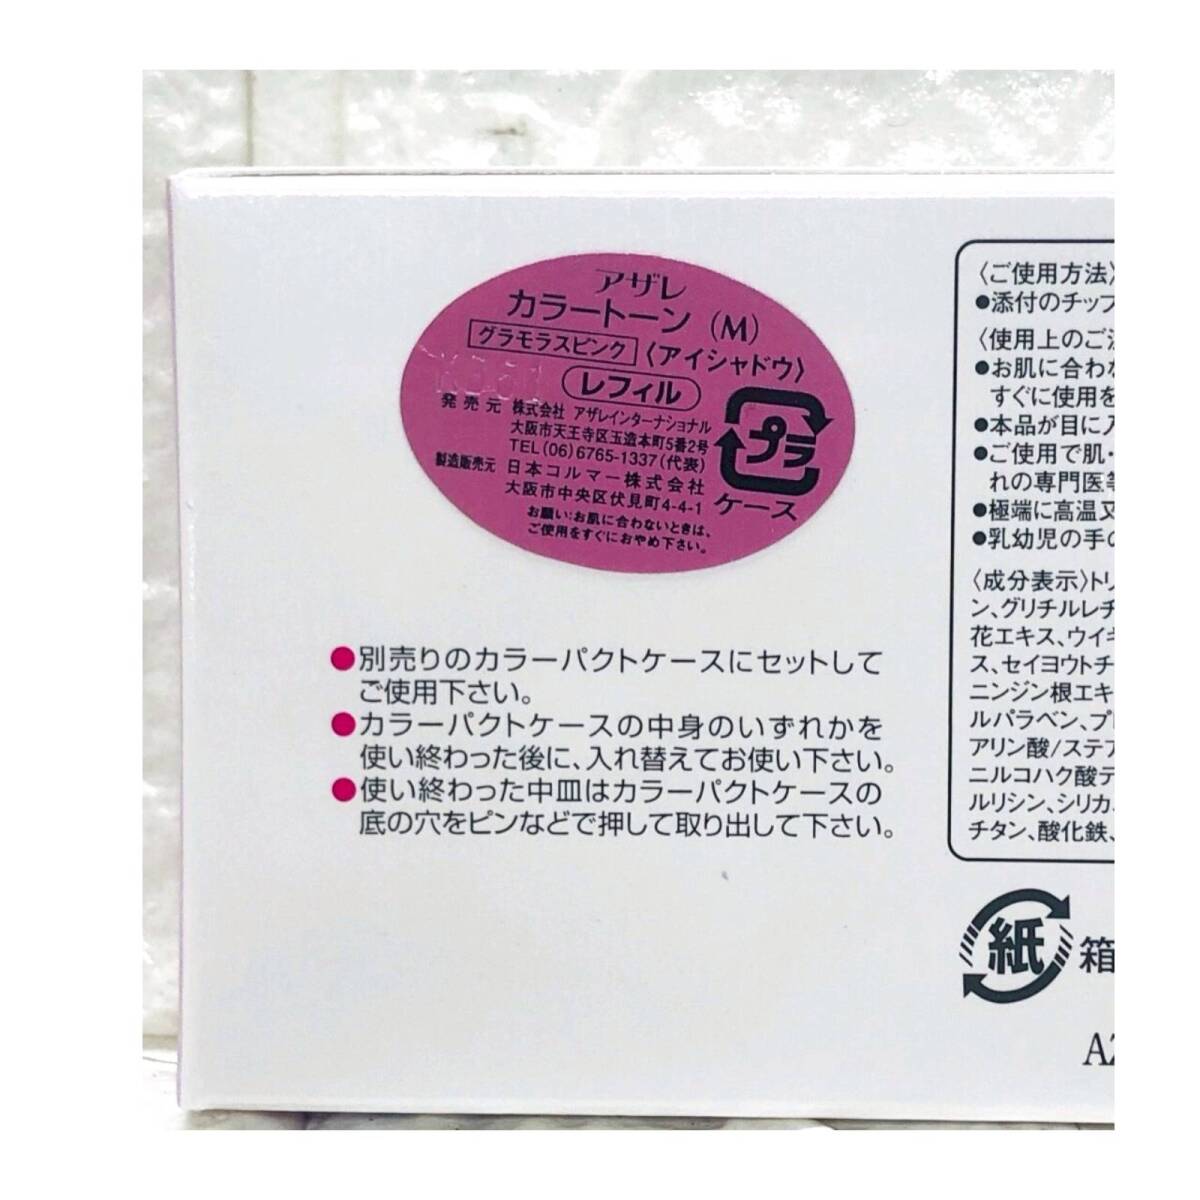 アザレ
カラートーン(M)
グラモラスピンク〈アイシャドウ〉
レフィル
発売元 株式会社 アザレインターナショナル
大阪市天王寺区玉造本町5番2号
TEL(06)6765-1337(代表)
製造販売元 日本コルマー株式会社
大阪市中央区伏見町4-4-1
お願い:お肌に合わないときは、
ご使用をすぐにおやめ下さい。
プラ
ケース
●別売りのカラーパクトケースにセットして
ご使用下さい。
●カラーパクトケースの中身のいずれかを
使い終わった後に、入れ替えてお使い下さい。
●使い終わった中皿はカラーパクトケースの
底の穴をピンなどで押して取り出して下さい。
〈ご使用方法〉
●添付のチップ
〈使用上のご注
●お肌に合わな
すぐに使用を
●本品が目に入
●ご使用で肌・
れの専門医等
●極端に高温又
●乳幼児の手の
〈成分表示〉トリ
ン、グリチルレチ
花エキス、ウイキ
ス、セイヨウトチ
ニンジン根エキ
ルパラベン、プ
アリン酸/ステア
ニルコハク酸デ
ルリシン、シリカ、
チタン、酸化鉄、
紙
箱